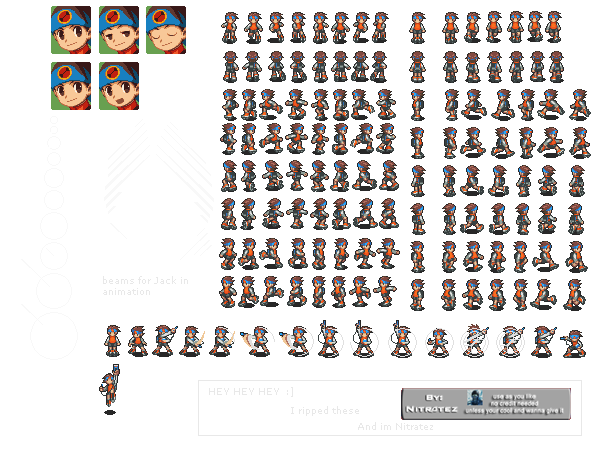 beams for Jack in
animation
HEY HEY HEY :|
I ripped these
And im Nitratez
BY:
NITRATEZ
use as you like
no credit needed
unless your cool and wanna give it